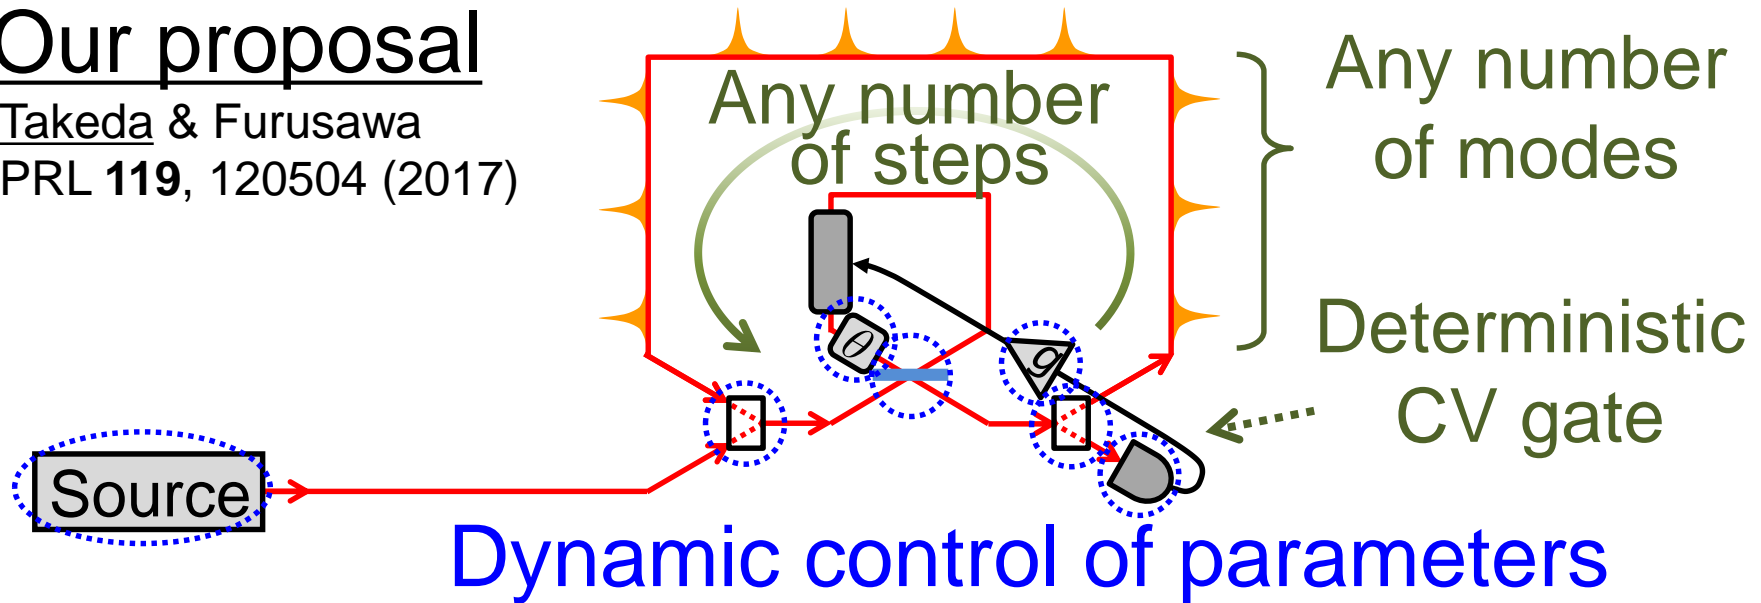 Our proposal
Takeda & Furusawa
PRL 119, 120504 (2017)
Any number
of steps
Any number
of modes
θ
g
Deterministic
CV gate
Source
Dynamic control of parameters